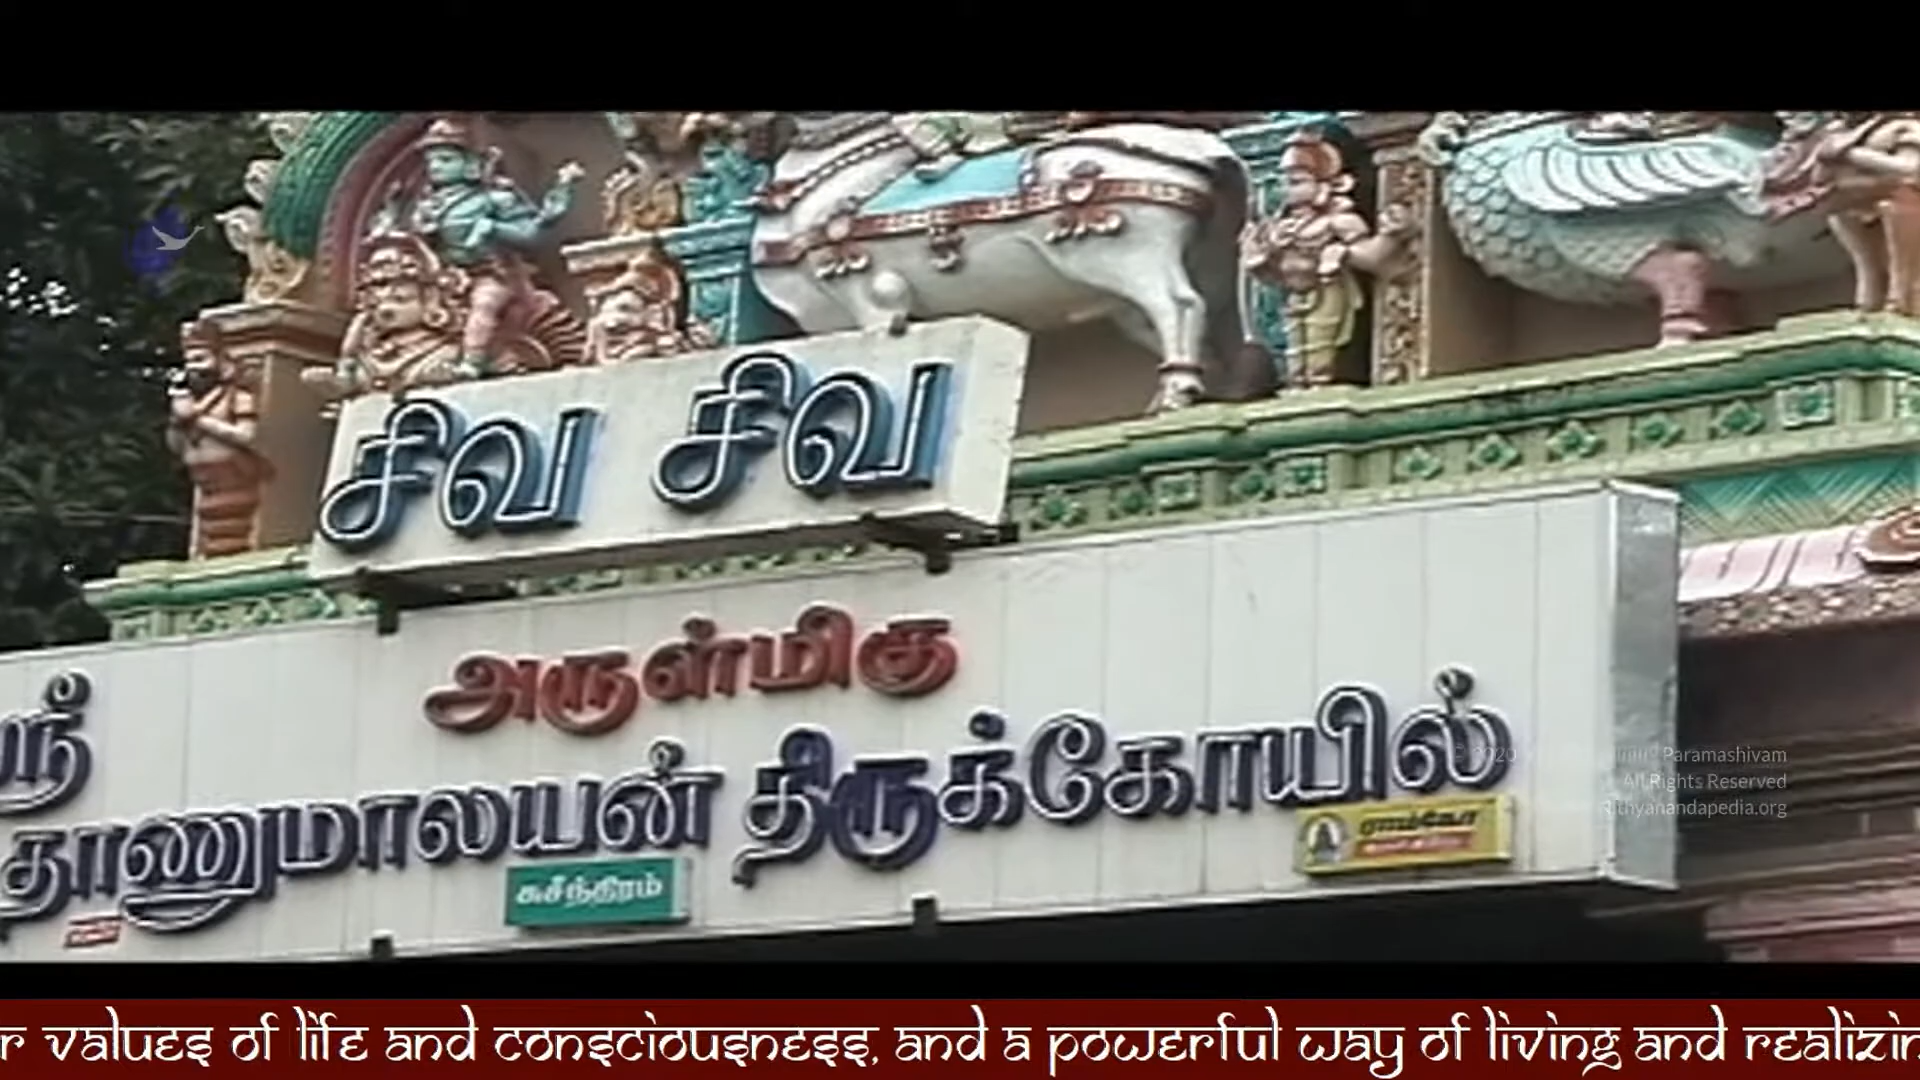 சிவ சிவ
அருள்மிகு
ஸ்ரீ
தாணுமாலயன் திருக்கோயில்
சுசீந்திரம்
ராம்கோ
© 2020 Paramashivam
All Rights Reserved
Nithyanandapedia.org
r values of life and consciousness, and a powerful way of living and realizin